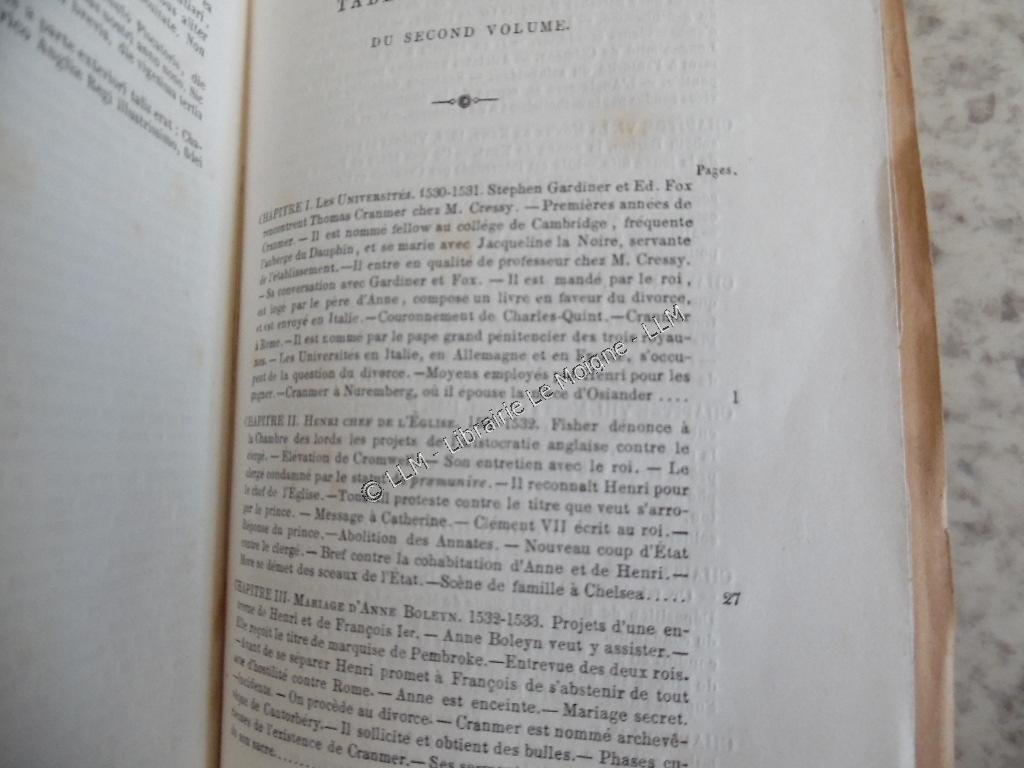 TABLE
DU SECOND VOLUME.
Pages.
CHAPITRE I. LES UNIVERSITÉS. 1530-1531. Stephen Gardiner et Ed. Fox
rencontrent Thomas Cranmer chez M. Cressy. — Premières années de
Cranmer. — Il est nommé fellow au collége de Cambridge, fréquente
l'auberge du Dauphin, et se marie avec Jacqueline la Noire, servante
de l'établissement. — Il entre en qualité de professeur chez M. Cressy.
— Sa conversation avec Gardiner et Fox. — Il est mandé par le roi,
est logé par le père d'Anne, compose un livre en faveur du divorce,
et est envoyé en Italie. — Couronnement de Charles-Quint. — Cranmer
à Rome. — Il est nommé par le pape grand pénitencier des trois royau-
mes. — Les Universités en Italie, en Allemagne et en s'occu-
pent de la question du divorce. — Moyens employés Henri pour les
gagner. — Cranmer à Nuremberg, où il épouse la d'Osiander .... 1
CHAPITRE II. HENRI CHEF DE L'ÉGLISE. 1532. Fisher dénonce à
la Chambre des lords les projets de aristocratie anglaise contre le
clergé. — Élévation de Cromwell — Son entretien avec le roi. — Le
clergé condamné par le statut præmunire. — Il reconnaît Henri pour
le chef de l'Église. — proteste contre le titre que veut s'arro-
ger le prince. — Message à Catherine. — Clément VII écrit au roi. —
Réponse du prince. — Abolition des Annates. — Nouveau coup d'État
contre le clergé. — Bref contre la cohabitation d'Anne et de Henri. —
More se démet des sceaux de l'État. — Scène de famille à Chelsea..... 27
CHAPITRE III. MARIAGE D'ANNE BOLEYN. 1532-1533. Projets d'une en-
trevue de Henri et de François Ier. — Anne Boleyn veut y assister. —
Elle reçoit le titre de marquise de Pembroke. — Entrevue des deux rois.
— Avant de se séparer Henri promet à François de s'abstenir de tout
acte d'hostilité contre Rome. — Anne est enceinte. — Mariage secret.
— Incidents. — On procède au divorce. — Cranmer est nommé archevê-
que de Cantorbéry. — Il sollicite et obtient des bulles. — Phases
de l'existence de Cranmer. — Ses
de son sacre.
© LLM - Librairie Le Moigne - LLM